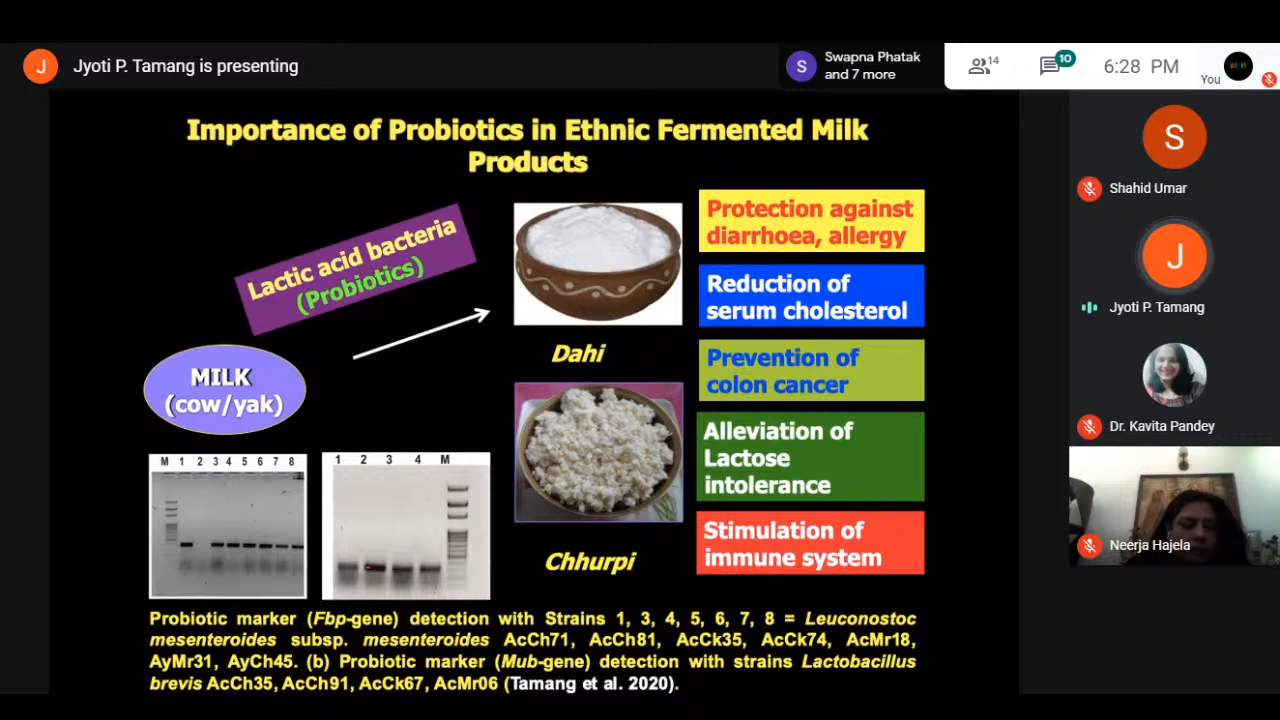 J Jyoti P. Tamang is presenting
S Swapna Phatak
and 7 more
14
10
6:28 PM
You
Importance of Probiotics in Ethnic Fermented Milk
Products
Lactic acid bacteria
(Probiotics)
MILK
(cow/yak)
Dahi
Chhurpi
Protection against
diarrhoea, allergy
Reduction of
serum cholesterol
Prevention of
colon cancer
Alleviation of
Lactose
intolerance
Stimulation of
immune system
M 1 2 3 4 5 6 7 8
1 2 3 4 M
Probiotic marker (Fbp-gene) detection with Strains 1, 3, 4, 5, 6, 7, 8 = Leuconostoc
mesenteroides subsp. mesenteroides AcCh71, AcCh81, AcCk35, AcCk74, AcMr18,
AyMr31, AyCh45. (b) Probiotic marker (Mub-gene) detection with strains Lactobacillus
brevis AcCh35, AcCh91, AcCk67, AcMr06 (Tamang et al. 2020).
S
Shahid Umar
J
Jyoti P. Tamang
Dr. Kavita Pandey
Neerja Hajela